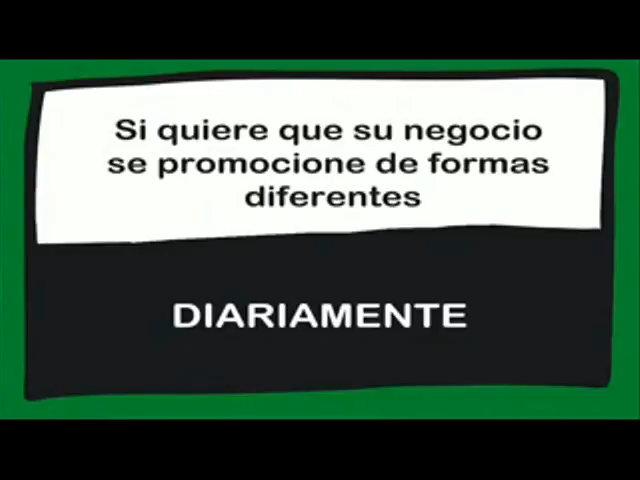 Si quiere que su negocio
se promocione de formas
diferentes
DIARIAMENTE